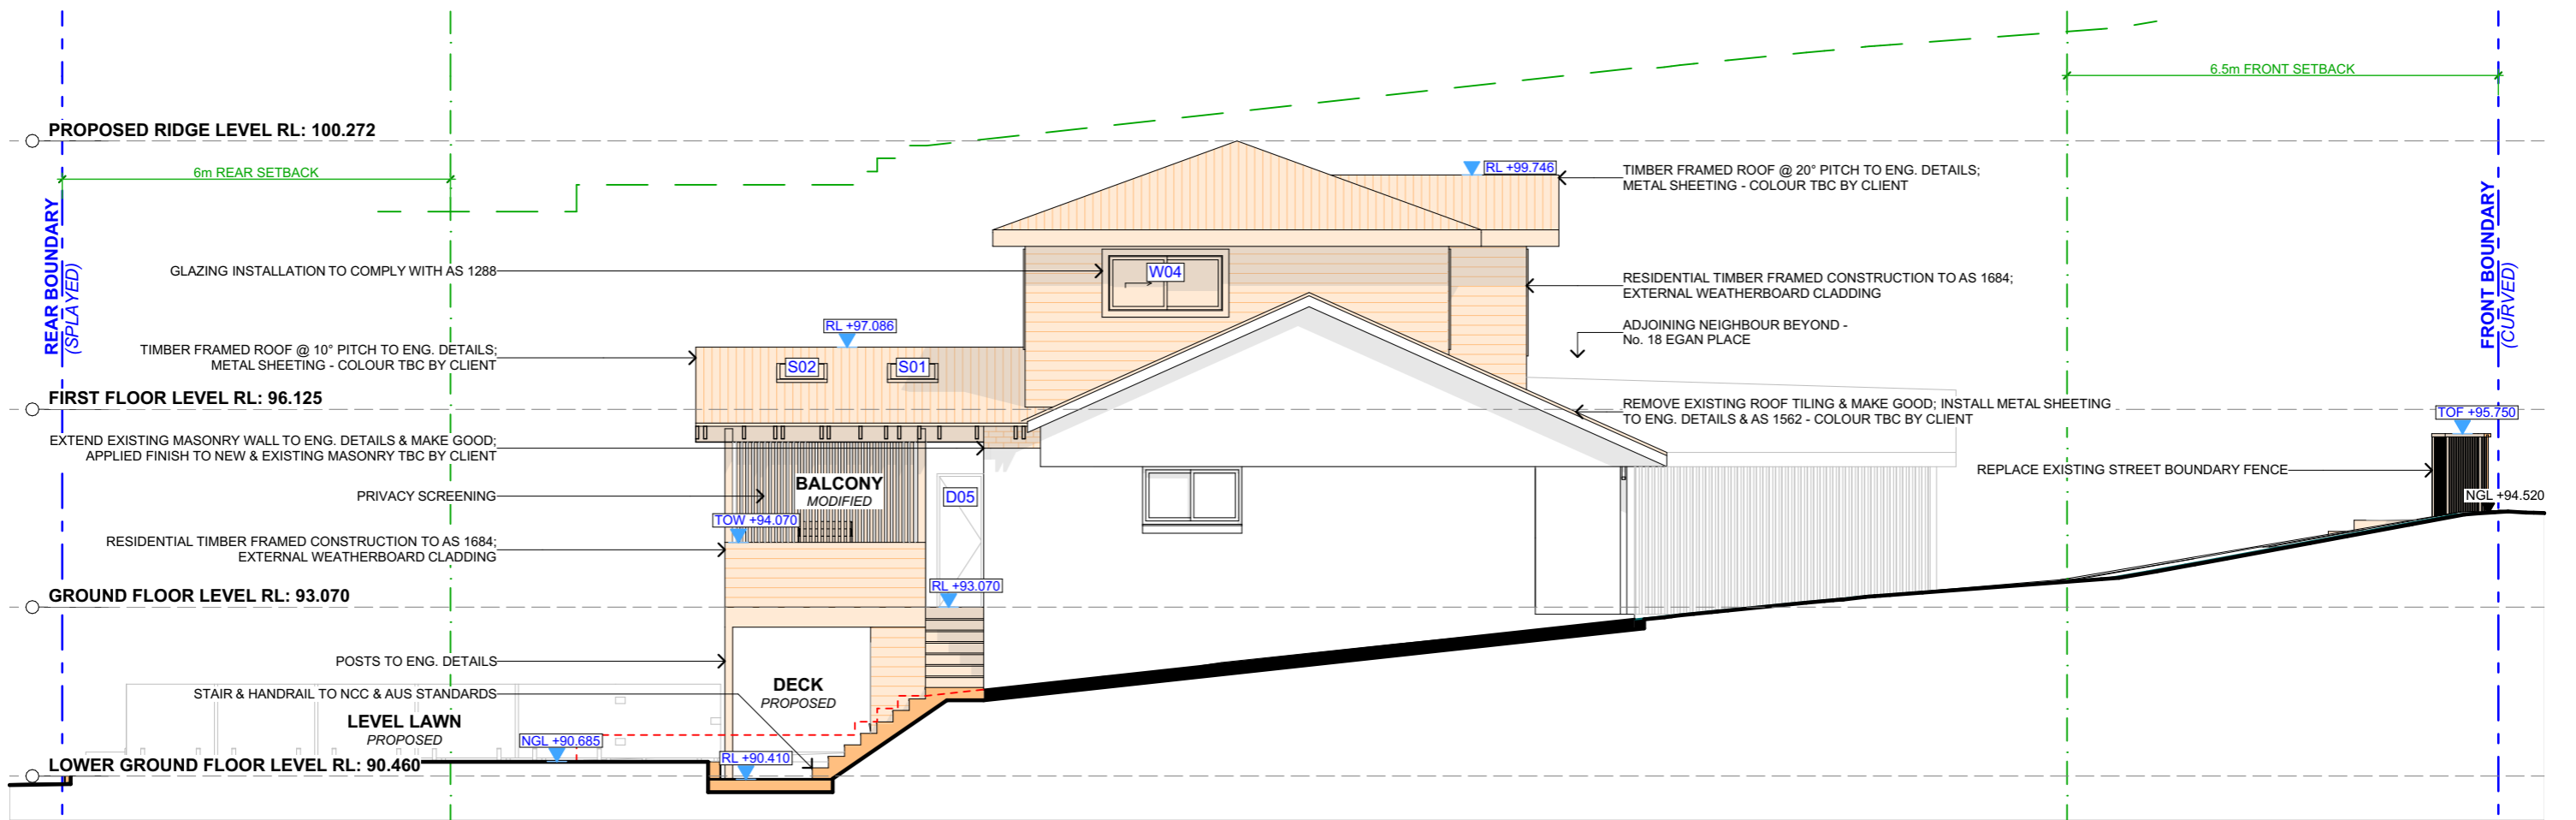 6.5m FRONT SETBACK
PROPOSED RIDGE LEVEL RL: 100.272
6m REAR SETBACK
RL +99.746
TIMBER FRAMED ROOF @ 20° PITCH TO ENG. DETAILS;
METAL SHEETING - COLOUR TBC BY CLIENT
REAR BOUNDARY
(SPLAYED)
FRONT BOUNDARY
(CURVED)
GLAZING INSTALLATION TO COMPLY WITH AS 1288
W04
RESIDENTIAL TIMBER FRAMED CONSTRUCTION TO AS 1684;
EXTERNAL WEATHERBOARD CLADDING
RL +97.086
ADJOINING NEIGHBOUR BEYOND -
No. 18 EGAN PLACE
TIMBER FRAMED ROOF @ 10° PITCH TO ENG. DETAILS;
METAL SHEETING - COLOUR TBC BY CLIENT
S02
S01
FIRST FLOOR LEVEL RL: 96.125
REMOVE EXISTING ROOF TILING & MAKE GOOD; INSTALL METAL SHEETING
TO ENG. DETAILS & AS 1562 - COLOUR TBC BY CLIENT
TOF +95.750
EXTEND EXISTING MASONRY WALL TO ENG. DETAILS & MAKE GOOD;
APPLIED FINISH TO NEW & EXISTING MASONRY TBC BY CLIENT
REPLACE EXISTING STREET BOUNDARY FENCE
BALCONY
MODIFIED
PRIVACY SCREENING
D05
NGL +94.520
TOW +94.070
RESIDENTIAL TIMBER FRAMED CONSTRUCTION TO AS 1684;
EXTERNAL WEATHERBOARD CLADDING
RL +93.070
GROUND FLOOR LEVEL RL: 93.070
POSTS TO ENG. DETAILS
DECK
PROPOSED
STAIR & HANDRAIL TO NCC & AUS STANDARDS
LEVEL LAWN
PROPOSED
NGL +90.685
RL +90.410
LOWER GROUND FLOOR LEVEL RL: 90.460